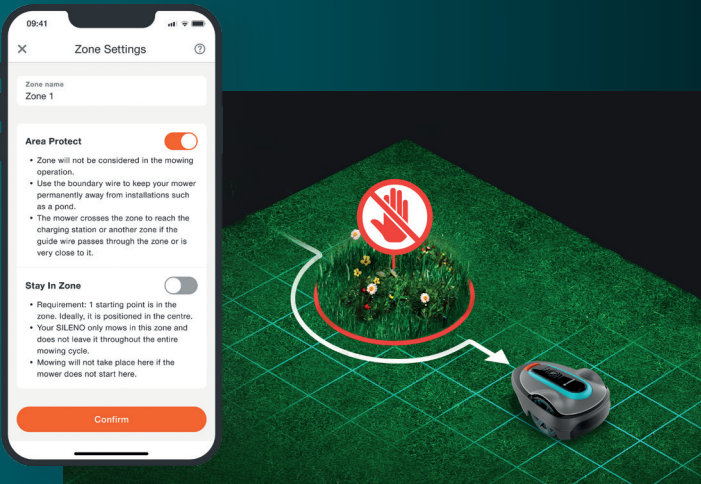 09:41
Zone Settings
Zone name
Zone 1
Area Protect
• Zone will not be considered in the mowing
operation.
• Use the boundary wire to keep your mower
permanently away from installations such
as a pond.
• The mower crosses the zone to reach the
charging station or another zone if the
guide wire passes through the zone or is
very close to it.
Stay In Zone
• Requirement: 1 starting point is in the
zone. Ideally, it is positioned in the centre.
• Your SILENO only mows in this zone and
does not leave it throughout the entire
mowing cycle.
• Mowing will not take place here if the
mower does not start here.
Confirm